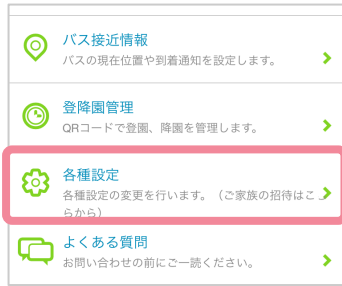 バス接近情報
バスの現在位置や到着通知を設定します。
登降園管理
QRコードで登園、降園を管理します。
各種設定
各種設定の変更を行います。（ご家族の招待はこ
らから）
よくある質問
お問い合わせの前にご一読ください。